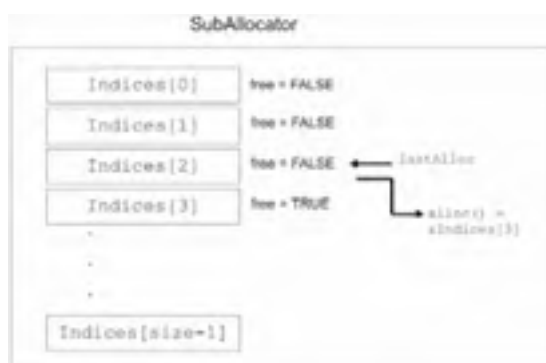 SubAllocator
Indices[0] free = FALSE
Indices[1] free = FALSE
Indices[2] free = FALSE lastAlloc
Indices[3] free = TRUE
alloc() =
&Indices[3]
.
.
.
Indices[size-1]